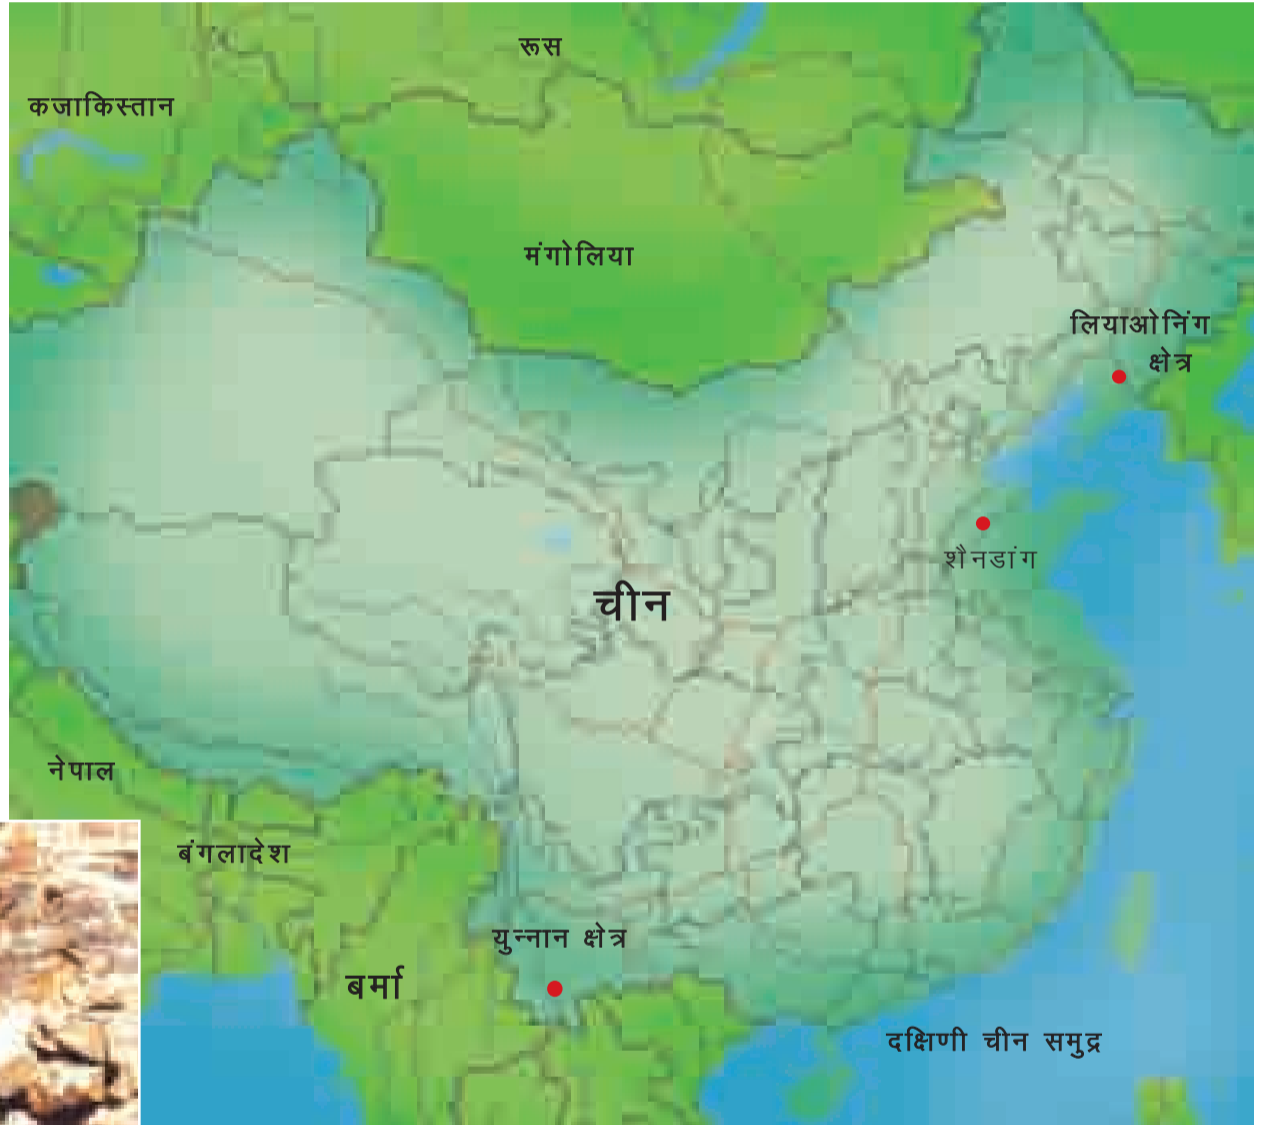 रूस
कजाकिस्तान
मंगोलिया
लियाओनिंग
क्षेत्र
शैनडांग
चीन
नेपाल
बंगलादेश
युन्नान क्षेत्र
बर्मा
दक्षिणी चीन समुद्र